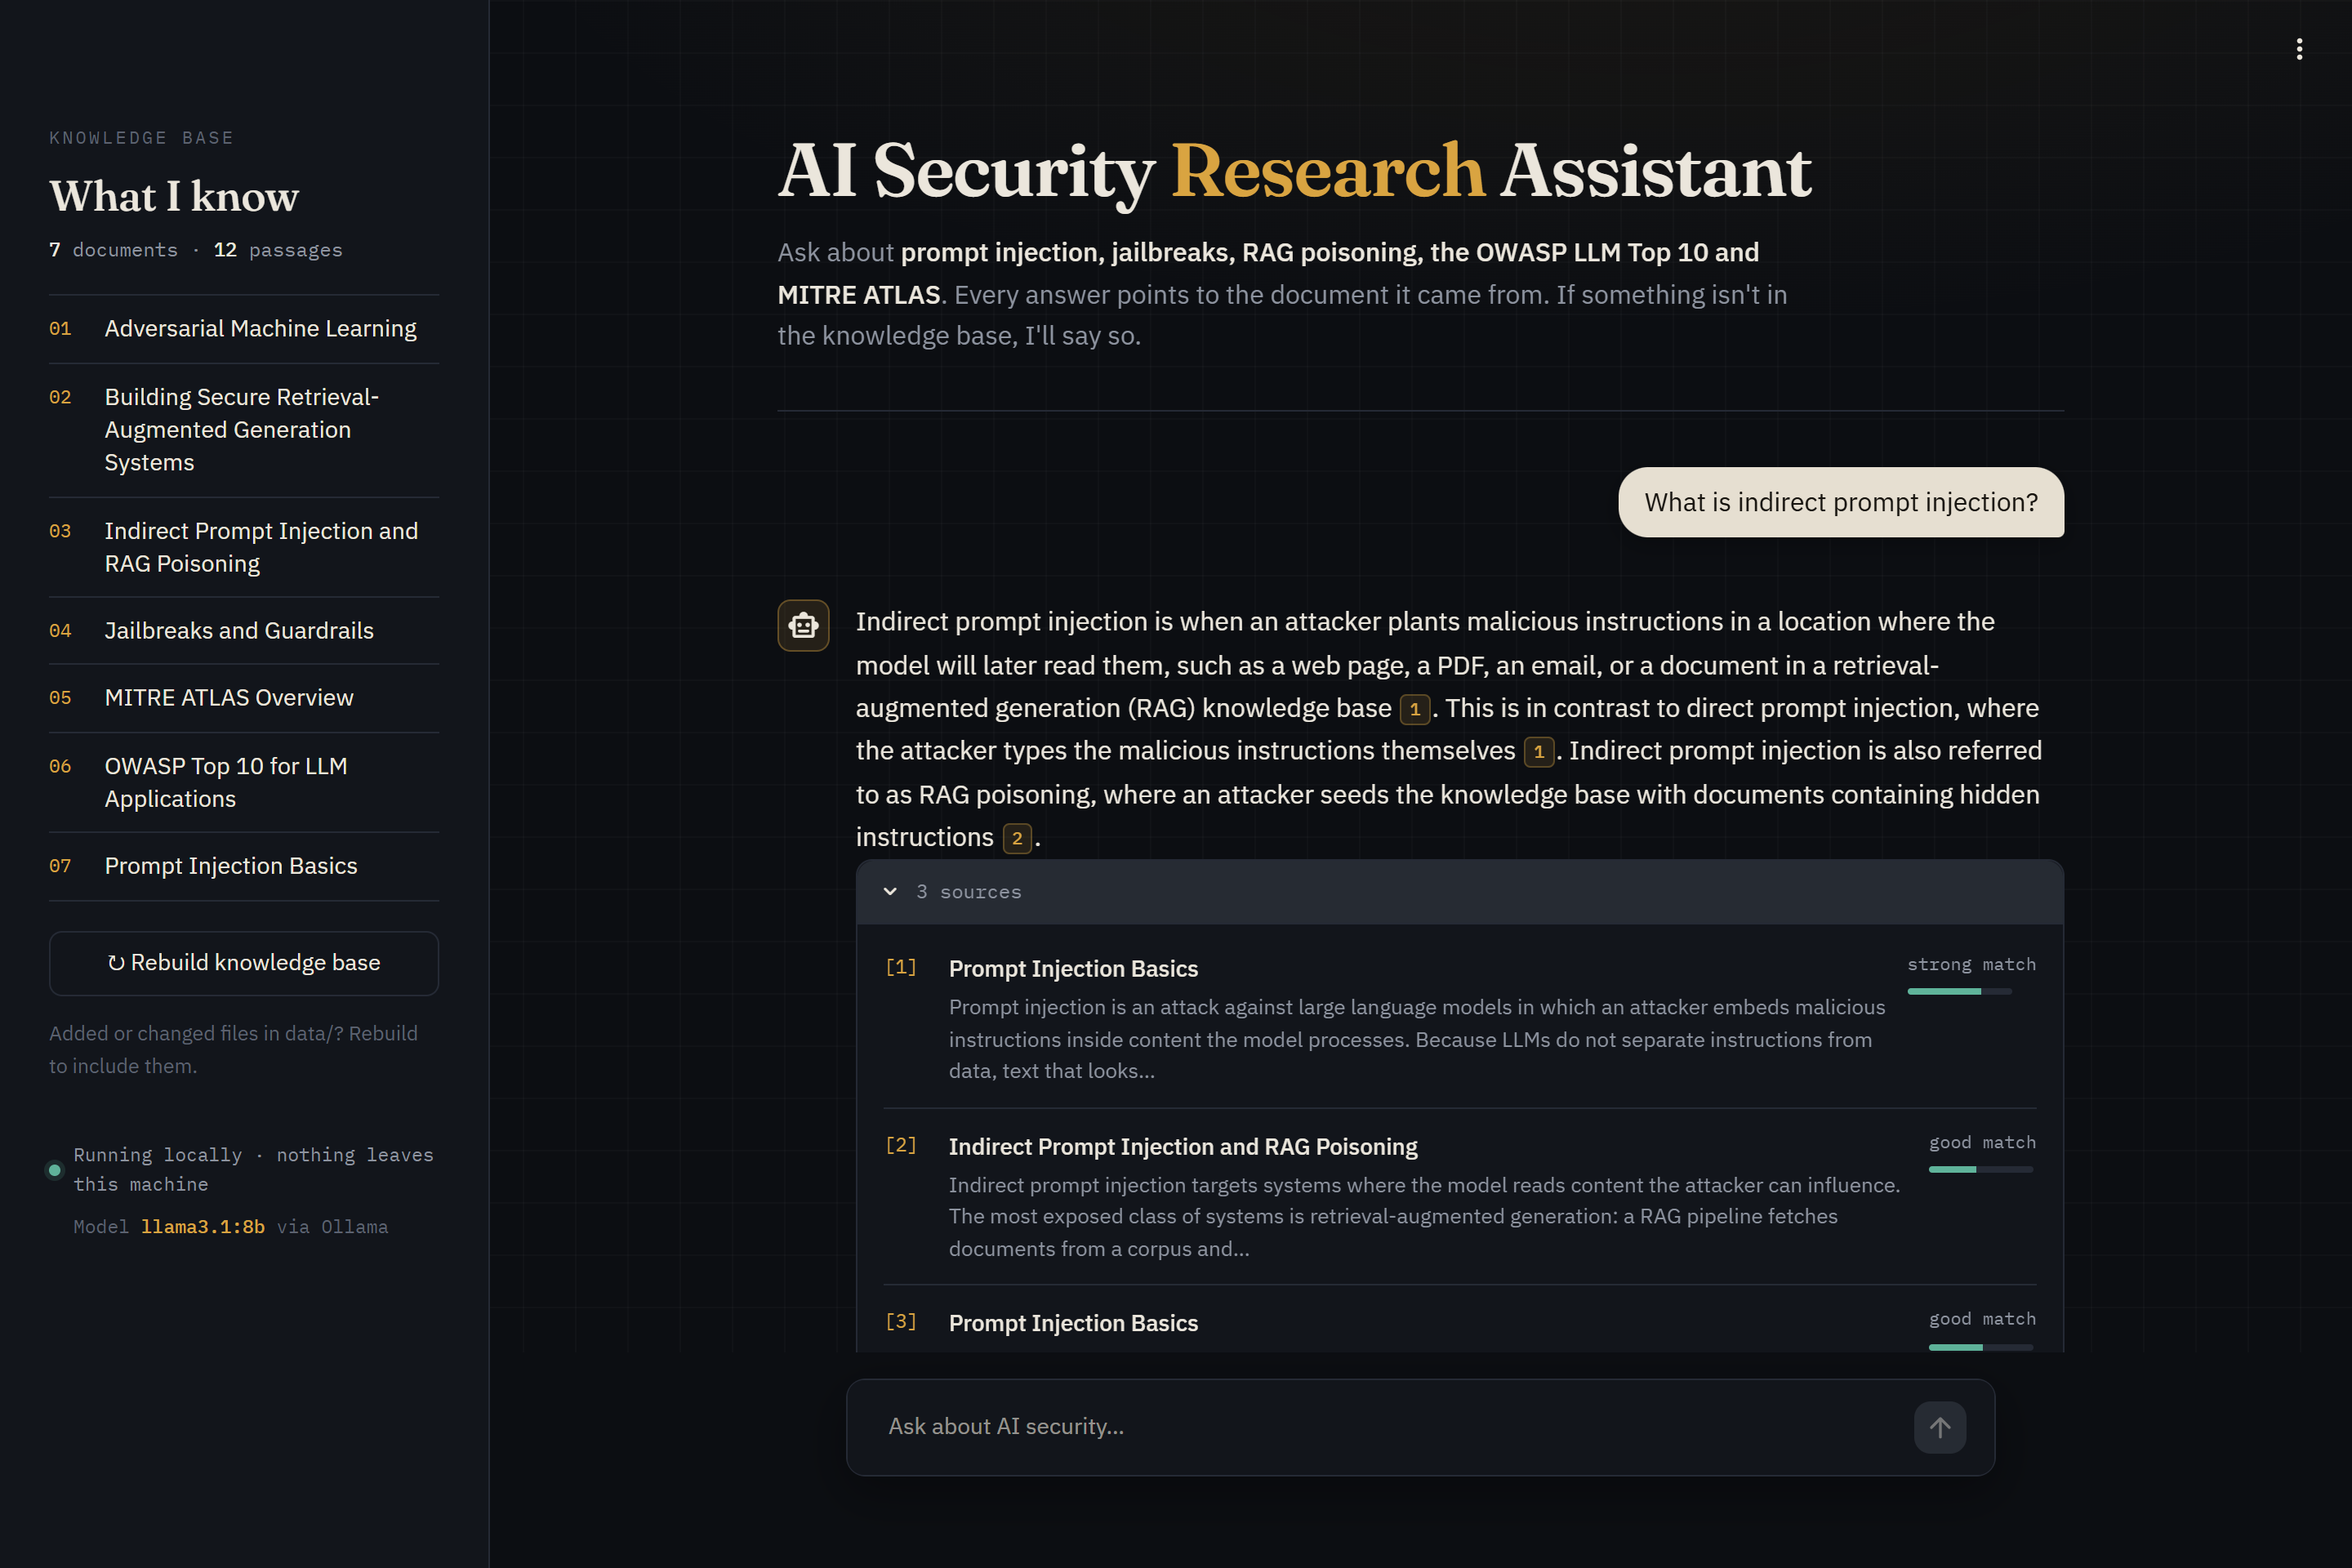 KNOWLEDGE BASE
What I know
7 documents · 12 passages
01 Adversarial Machine Learning
02 Building Secure Retrieval-
Augmented Generation
Systems
03 Indirect Prompt Injection and
RAG Poisoning
04 Jailbreaks and Guardrails
05 MITRE ATLAS Overview
06 OWASP Top 10 for LLM
Applications
07 Prompt Injection Basics
↻ Rebuild knowledge base
Added or changed files in data/? Rebuild
to include them.
Running locally · nothing leaves
this machine
Model llama3.1:8b via Ollama
AI Security Research Assistant
Ask about prompt injection, jailbreaks, RAG poisoning, the OWASP LLM Top 10 and
MITRE ATLAS. Every answer points to the document it came from. If something isn't in
the knowledge base, I'll say so.
What is indirect prompt injection?
Indirect prompt injection is when an attacker plants malicious instructions in a location where the
model will later read them, such as a web page, a PDF, an email, or a document in a retrieval-
augmented generation (RAG) knowledge base 1. This is in contrast to direct prompt injection, where
the attacker types the malicious instructions themselves 1. Indirect prompt injection is also referred
to as RAG poisoning, where an attacker seeds the knowledge base with documents containing hidden
instructions 2.
3 sources
[1] Prompt Injection Basics strong match
Prompt injection is an attack against large language models in which an attacker embeds malicious
instructions inside content the model processes. Because LLMs do not separate instructions from
data, text that looks...
[2] Indirect Prompt Injection and RAG Poisoning good match
Indirect prompt injection targets systems where the model reads content the attacker can influence.
The most exposed class of systems is retrieval-augmented generation: a RAG pipeline fetches
documents from a corpus and...
[3] Prompt Injection Basics good match
Ask about AI security...